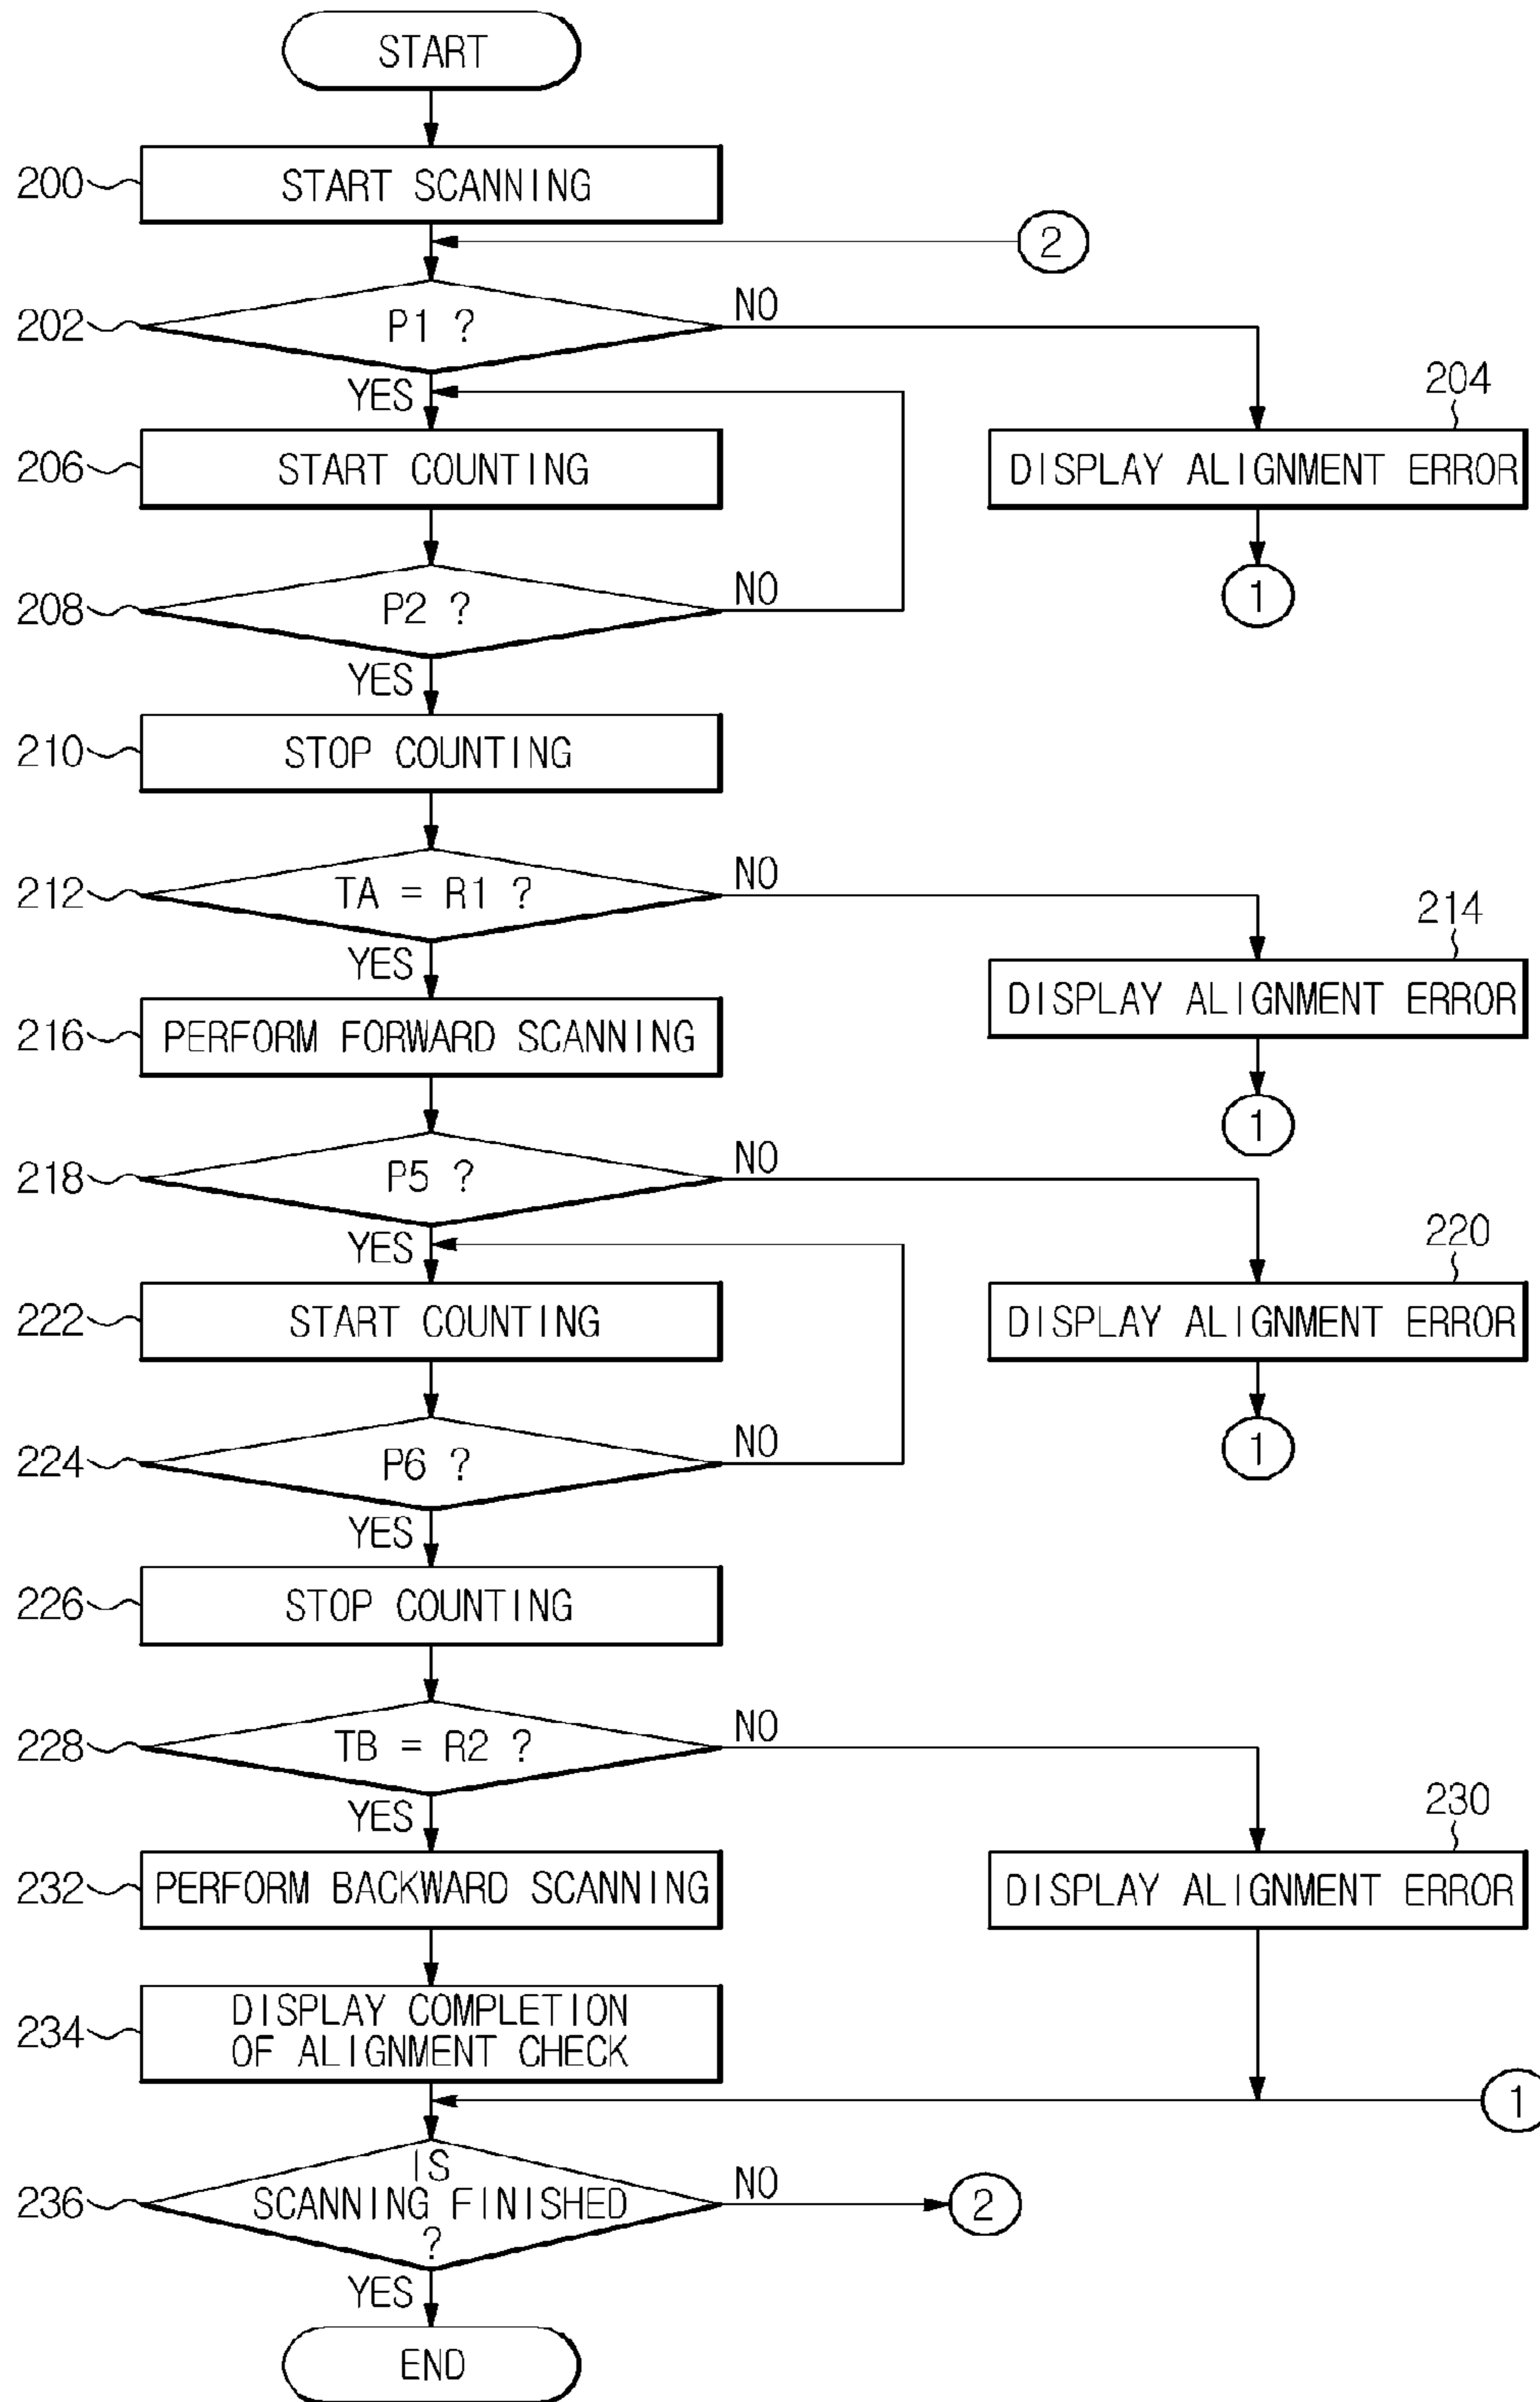 START
200
START SCANNING
2
202
P1 ?
NO
YES
204
206
START COUNTING
DISPLAY ALIGNMENT ERROR
208
P2 ?
NO
1
YES
210
STOP COUNTING
212
TA = R1 ?
NO
214
YES
DISPLAY ALIGNMENT ERROR
216
PERFORM FORWARD SCANNING
1
218
P5 ?
NO
YES
220
222
START COUNTING
DISPLAY ALIGNMENT ERROR
224
P6 ?
NO
1
YES
226
STOP COUNTING
228
TB = R2 ?
NO
YES
230
232
PERFORM BACKWARD SCANNING
DISPLAY ALIGNMENT ERROR
234
DISPLAY COMPLETION
OF ALIGNMENT CHECK
1
236
IS
SCANNING FINISHED
?
NO
2
YES
END